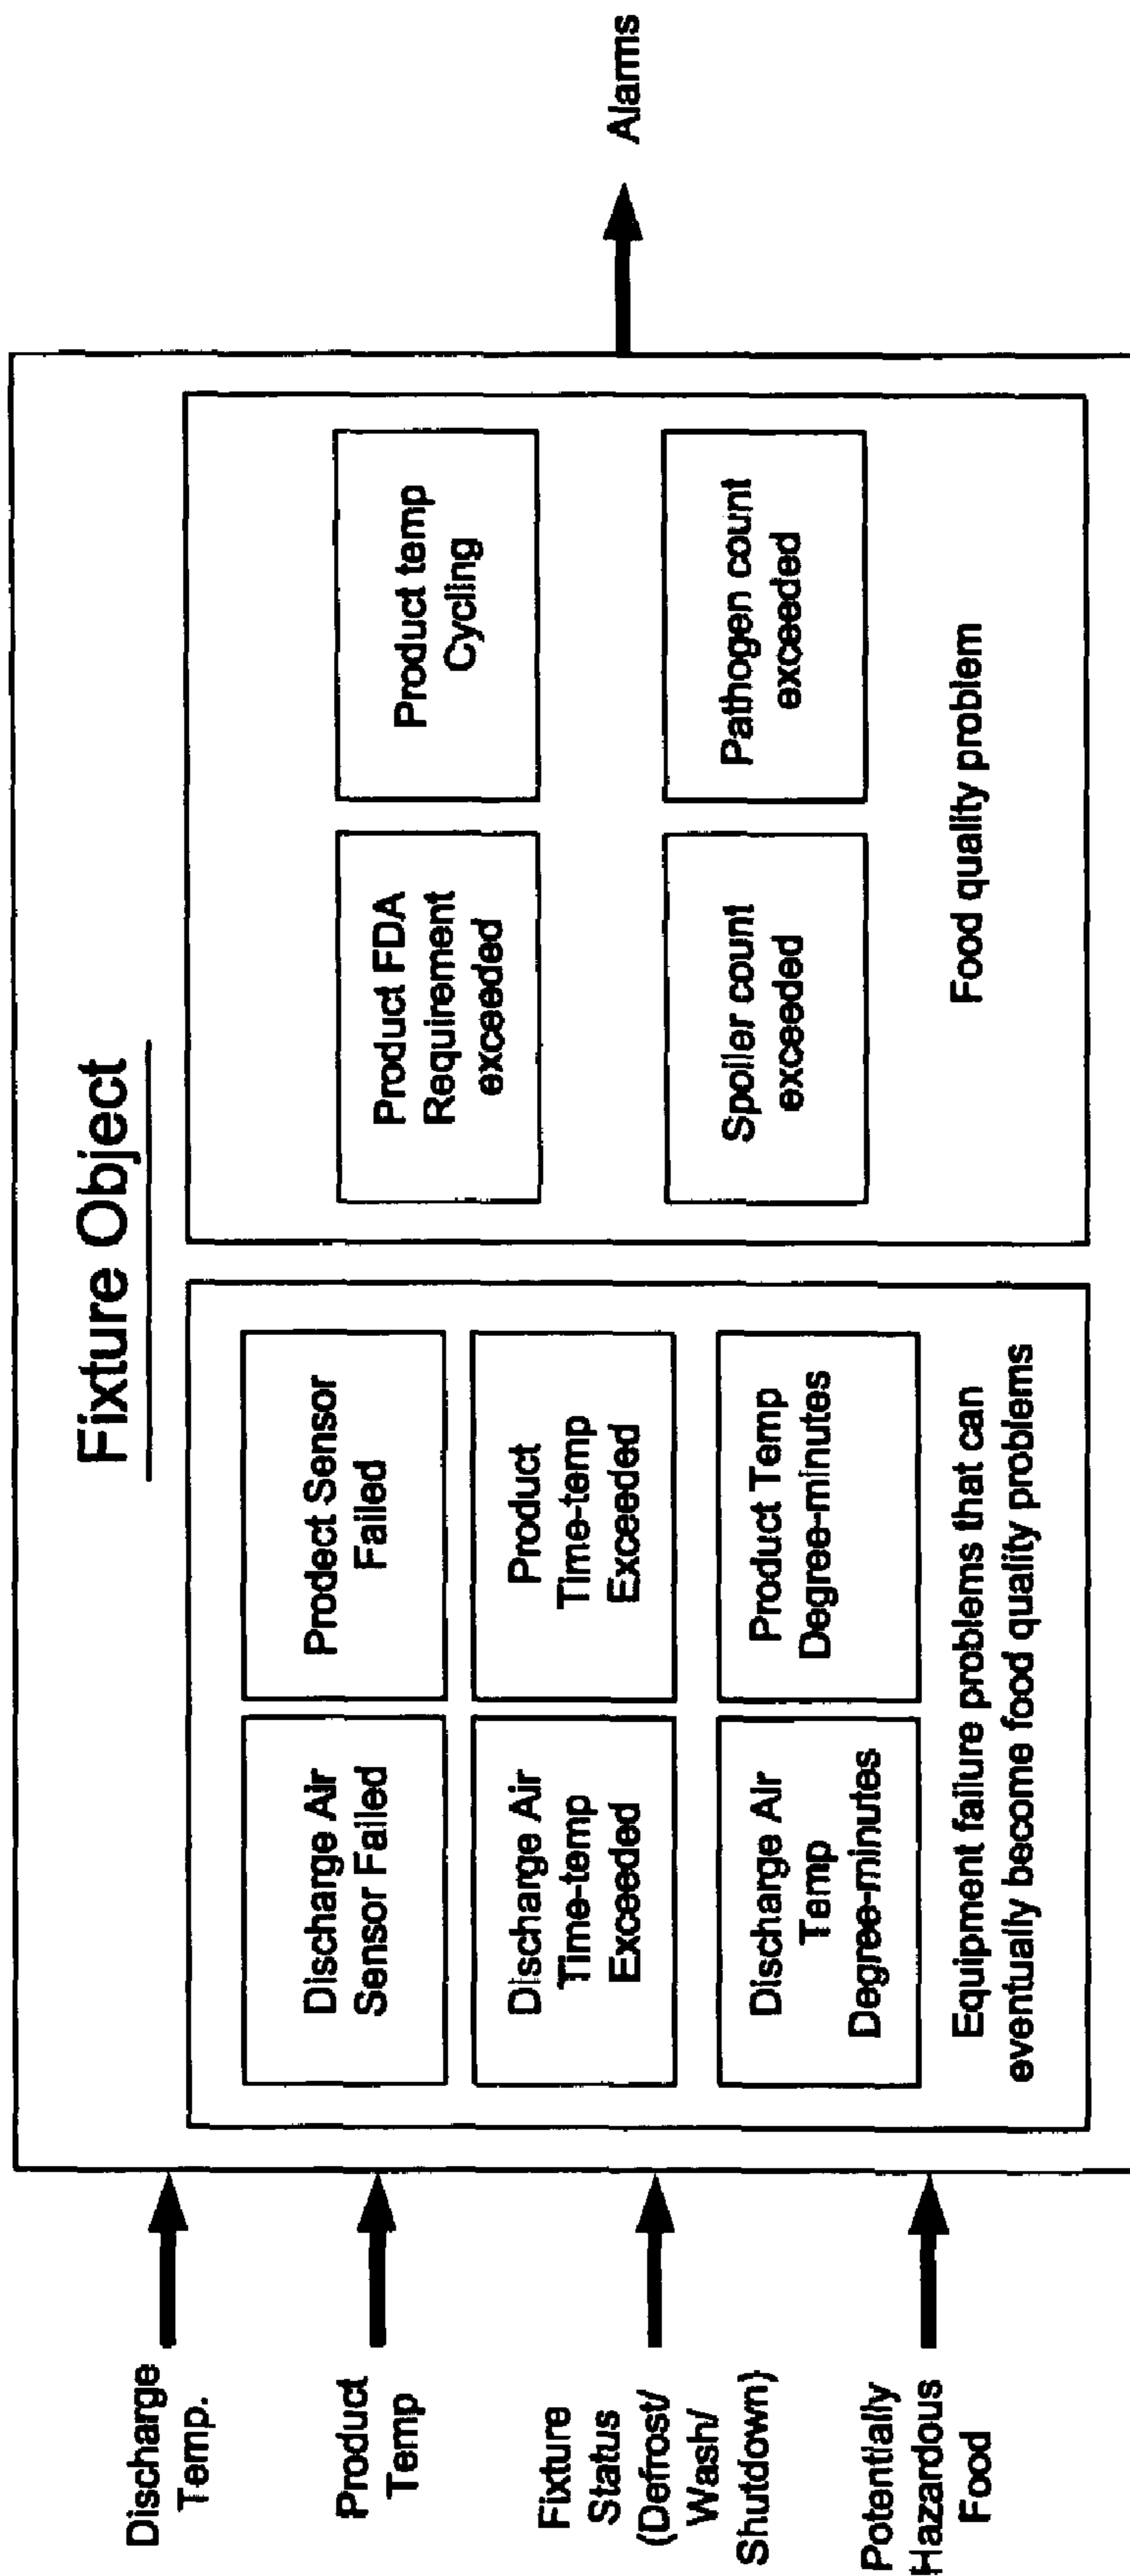 Fixture Object
Discharge
Temp.
Product
Temp
Fixture
Status
(Defrost/
Wash/
Shutdown)
Potentially
Hazardous
Food
Discharge Air
Sensor Failed
Prodect Sensor
Failed
Discharge Air
Time-temp
Exceeded
Product
Time-temp
Exceeded
Discharge Air
Temp
Degree-minutes
Product Temp
Degree-minutes
Equipment failure problems that can
eventually become food quality problems
Product FDA
Requirement
exceeded
Product temp
Cycling
Spoiler count
exceeded
Pathogen count
exceeded
Food quality problem
Alarms